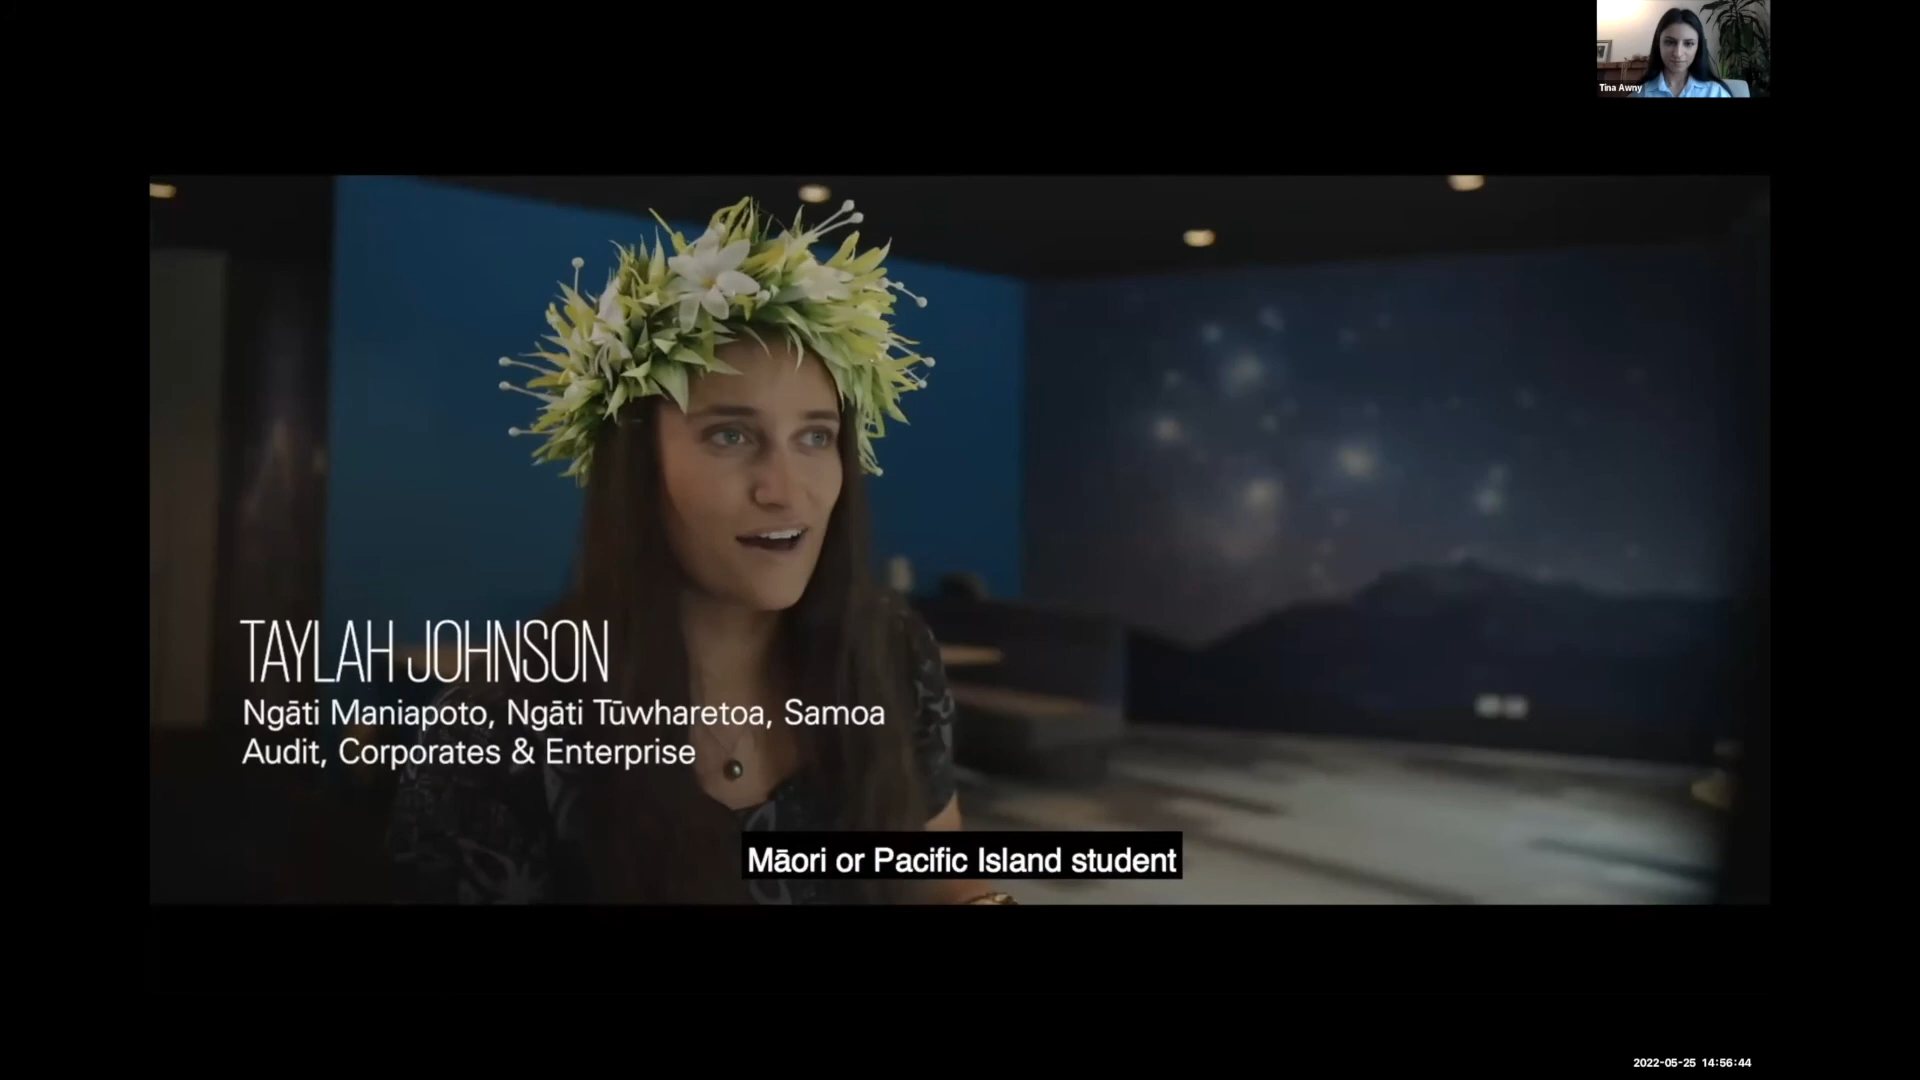 Tina Awny
TAYLAH JOHNSON
Ngāti Maniapoto, Ngāti Tūwharetoa, Samoa
Audit, Corporates & Enterprise
Māori or Pacific Island student
2022-05-25 14:56:44